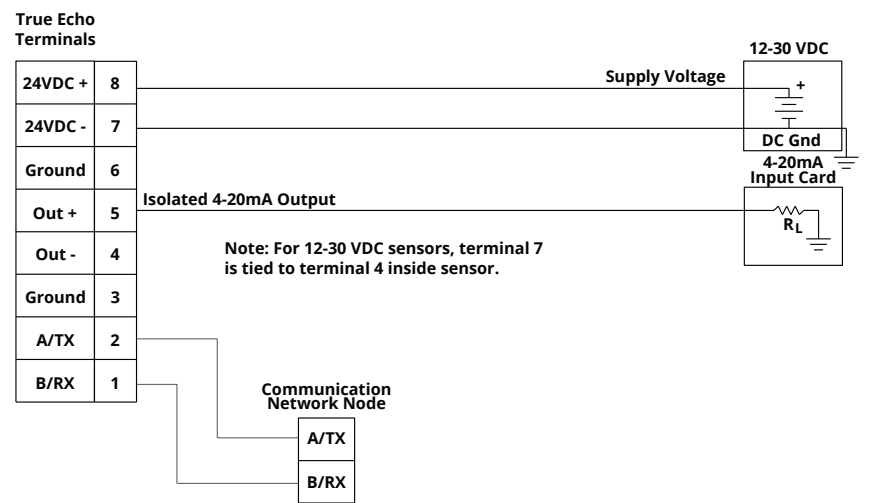 True Echo
Terminals
24VDC + 8
24VDC - 7
Ground 6
Out + 5
Out - 4
Ground 3
A/TX 2
B/RX 1
Supply Voltage
12-30 VDC
+
DC Gnd
4-20mA
Input Card
R L
Isolated 4-20mA Output
Note: For 12-30 VDC sensors, terminal 7
is tied to terminal 4 inside sensor.
Communication
Network Node
A/TX
B/RX